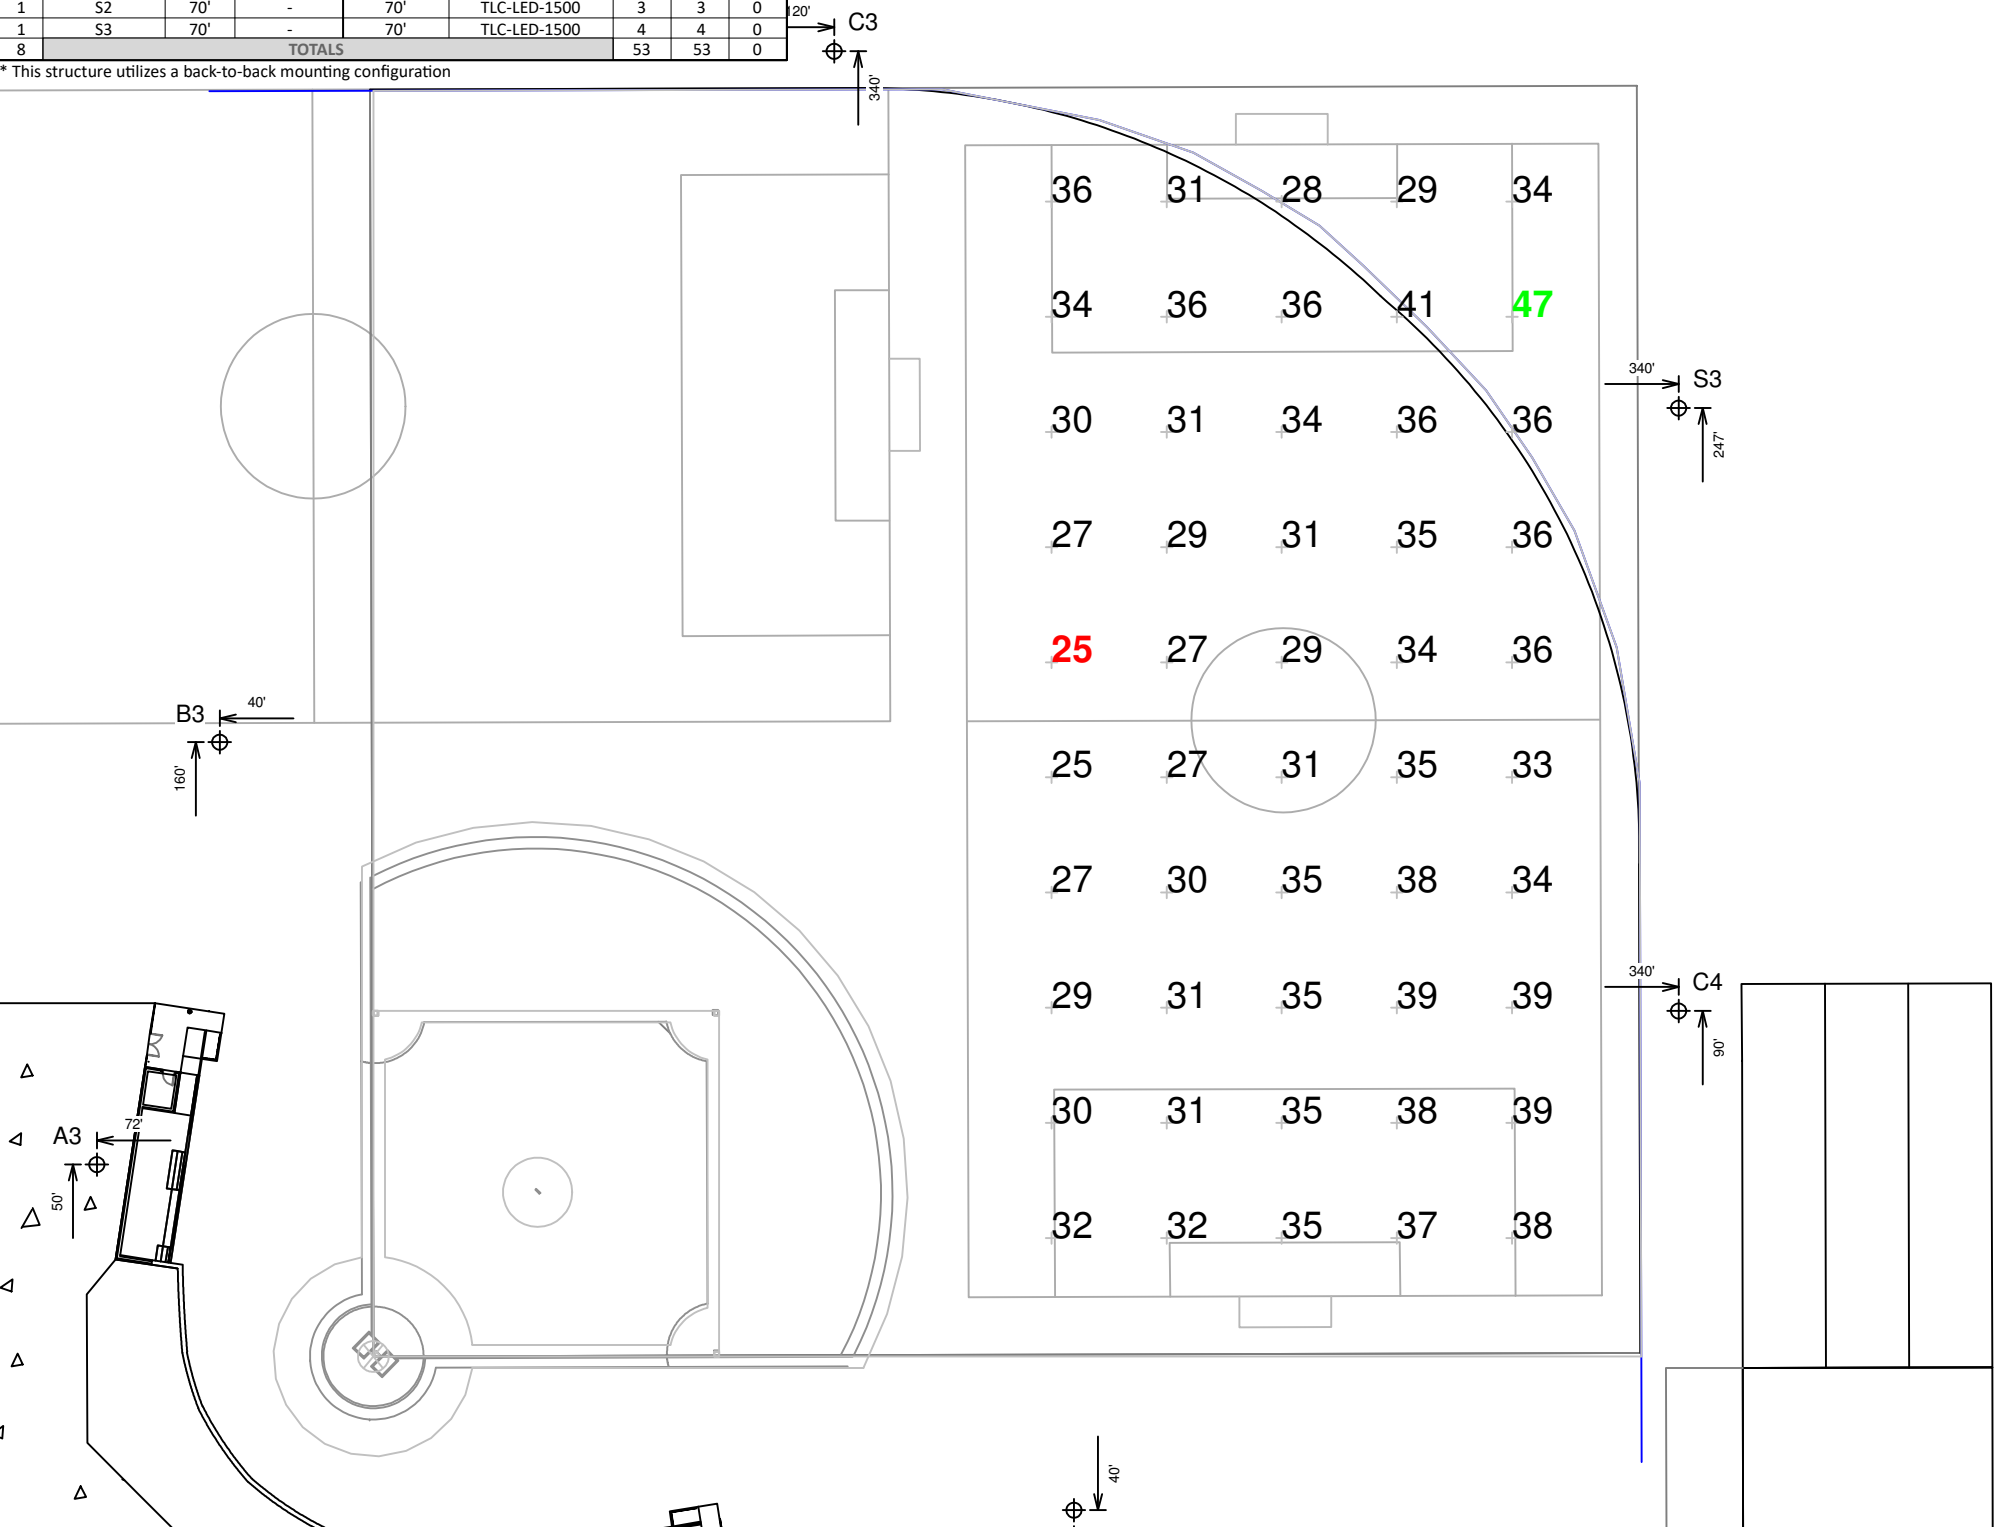 1 S2 70' - 70' TLC-LED-1500 3 3 0
1 S3 70' - 70' TLC-LED-1500 4 4 0
8 TOTALS 53 53 0
* This structure utilizes a back-to-back mounting configuration
120'
C3
340'
36 31 28 29 34
34 36 36 41 47
340'
S3
247'
30 31 34 36 36
27 29 31 35 36
25 27 29 34 36
B3
40'
160'
25 27 31 35 33
27 30 35 38 34
340'
C4
90'
29 31 35 39 39
30 31 35 38 39
A3
72'
50'
32 32 35 37 38
40'